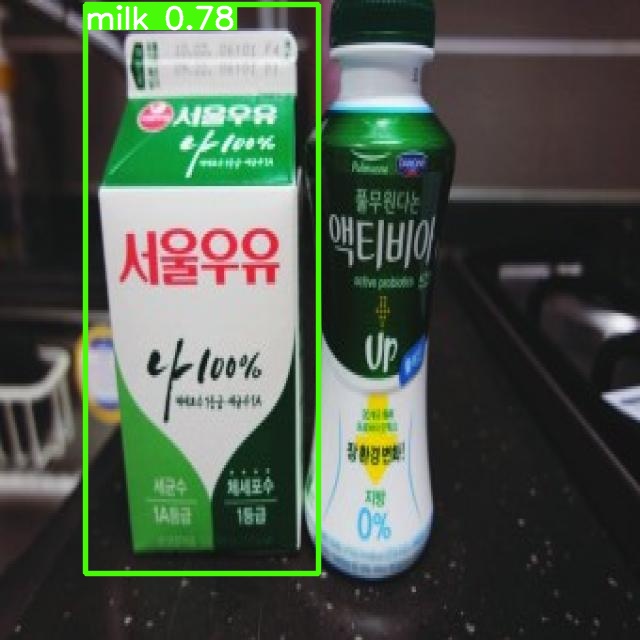 milk 0.78
서울우유
나100%
서울우유
나100%
세균수
1A등급
체세포수
1등급
Pulmuone
DANONE
풀무원다논
액티비아
active probiotics
UP
장 환경 변화!
지방
0%